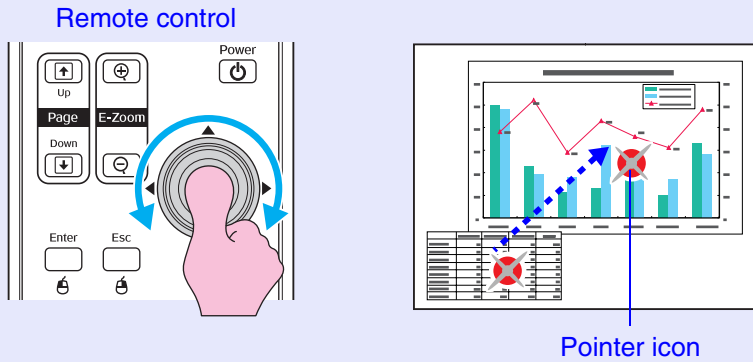 Remote control
Power
Up
Page
E-Zoom
Down
Enter
Esc
Pointer icon